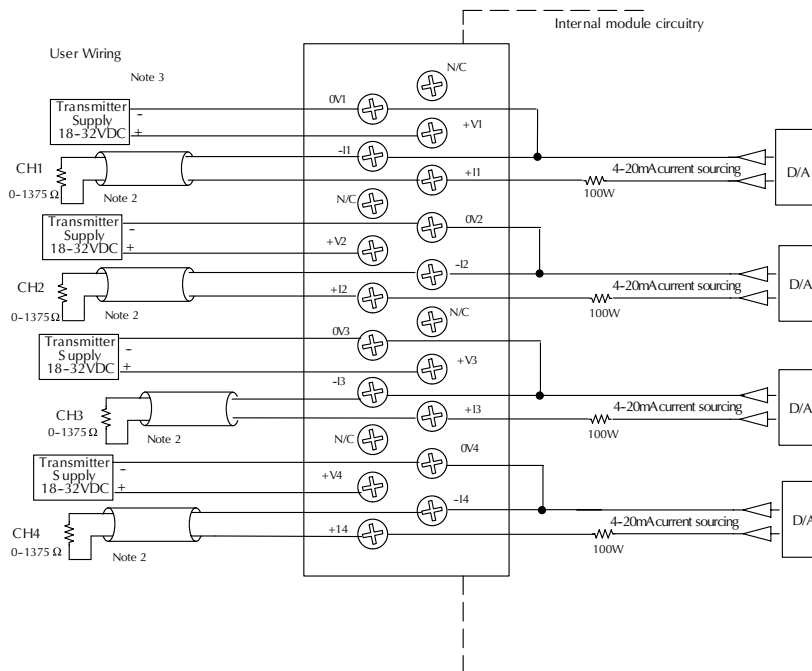 Internal module circuitry
User Wiring
Note 3
N/C
0V1
Transmitter
Supply
18-32VDC
-
+
+V1
-I1
CH1
0-1375 Ω
Note 2
+I1
4-20mA current sourcing
100W
D/A
N/C
Transmitter
Supply
18-32VDC
-
+
0V2
+V2
-I2
CH2
0-1375 Ω
Note 2
+I2
4-20mA current sourcing
100W
D/A
N/C
0V3
Transmitter
Supply
18-32VDC
-
+
+V3
-I3
CH3
0-1375 Ω
Note 2
+I3
4-20mA current sourcing
100W
D/A
N/C
0V4
Transmitter
Supply
18-32VDC
-
+
+V4
-I4
CH4
0-1375 Ω
Note 2
+14
4-20mA current sourcing
100W
D/A